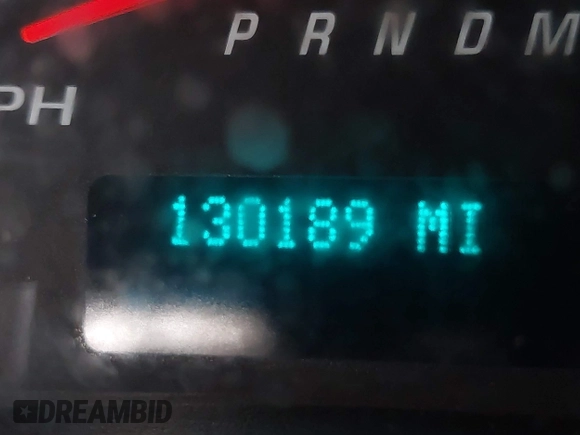 P R N D M
PH
130189 MI
DREAMBID